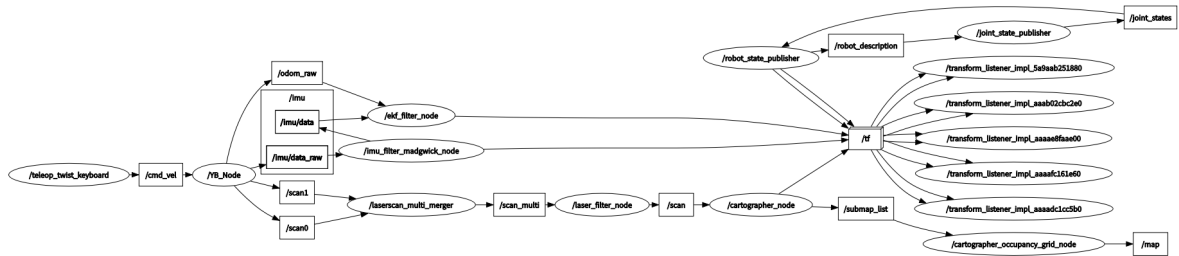 /teleop_twist_keyboard
/cmd_vel
/YB_Node
/odom_raw
/imu
/imu/data
/imu/data_raw
/scan1
/scan0
/ekf_filter_node
/imu_filter_madgwick_node
/laserscan_multi_merger
/scan_multi
/laser_filter_node
/scan
/cartographer_node
/submap_list
/cartographer_occupancy_grid_node
/map
/robot_state_publisher
/robot_description
/joint_state_publisher
/joint_states
/tf
/transform_listener_impl_5a9aab251880
/transform_listener_impl_aaab02cbc2e0
/transform_listener_impl_aaaae8faae00
/transform_listener_impl_aaaafc161e60
/transform_listener_impl_aaaadc1cc5b0